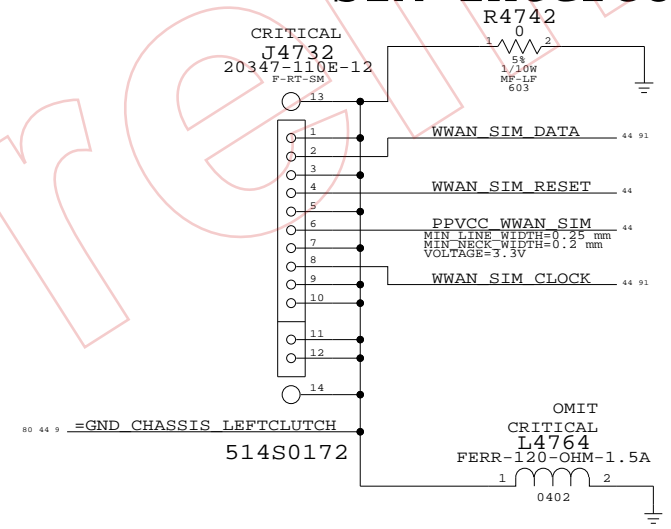 R4742
0
1 2
5%
1/10W
MF-LF
603
CRITICAL
J4732
20347-110E-12
F-RT-SM
13
1
2
WWAN_SIM_DATA 44 91
3
4
WWAN_SIM_RESET 44
5
6
PPVCC_WWAN_SIM 44
MIN_LINE_WIDTH=0.25 mm
MIN_NECK_WIDTH=0.2 mm
VOLTAGE=3.3V
7
8
WWAN_SIM_CLOCK 44 91
9
10
11
12
14
80 44 9 =GND_CHASSIS_LEFTCLUTCH
514S0172
OMIT
CRITICAL
L4764
FERR-120-OHM-1.5A
1 2
0402